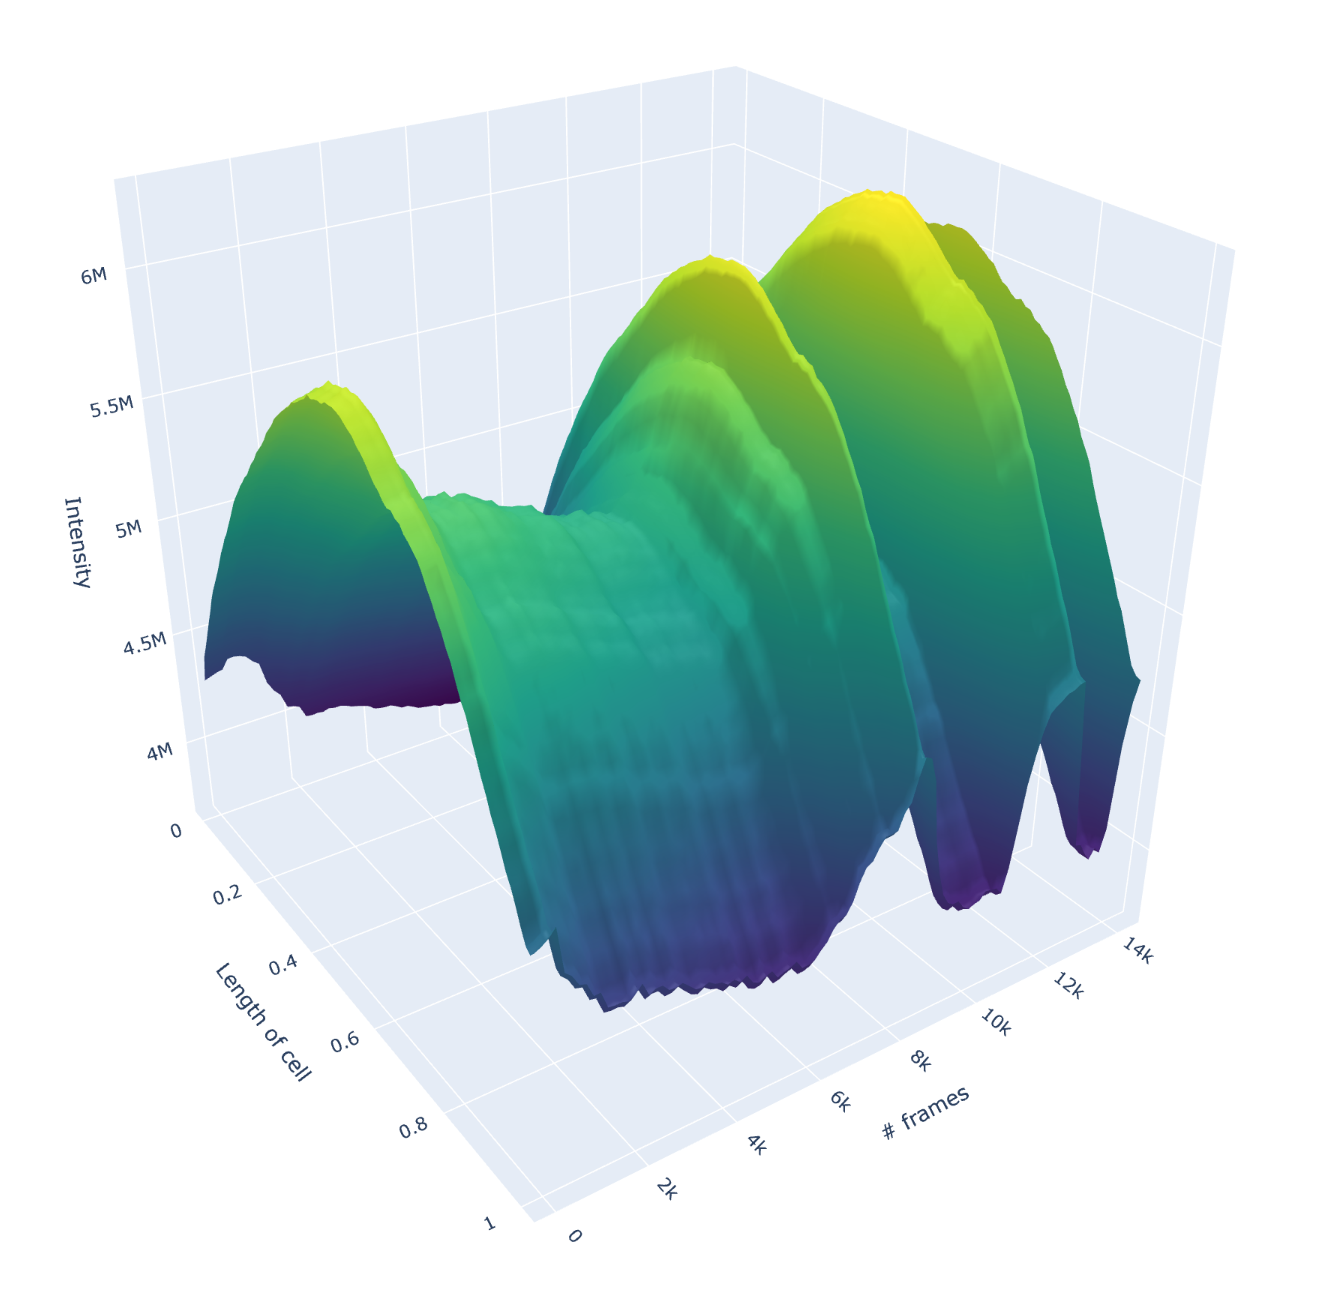 6M
5.5M
5M
4.5M
4M
Intensity
0
0.2
0.4
0.6
0.8
1
Length of cell
0
2k
4k
6k
8k
10k
12k
14k
# frames